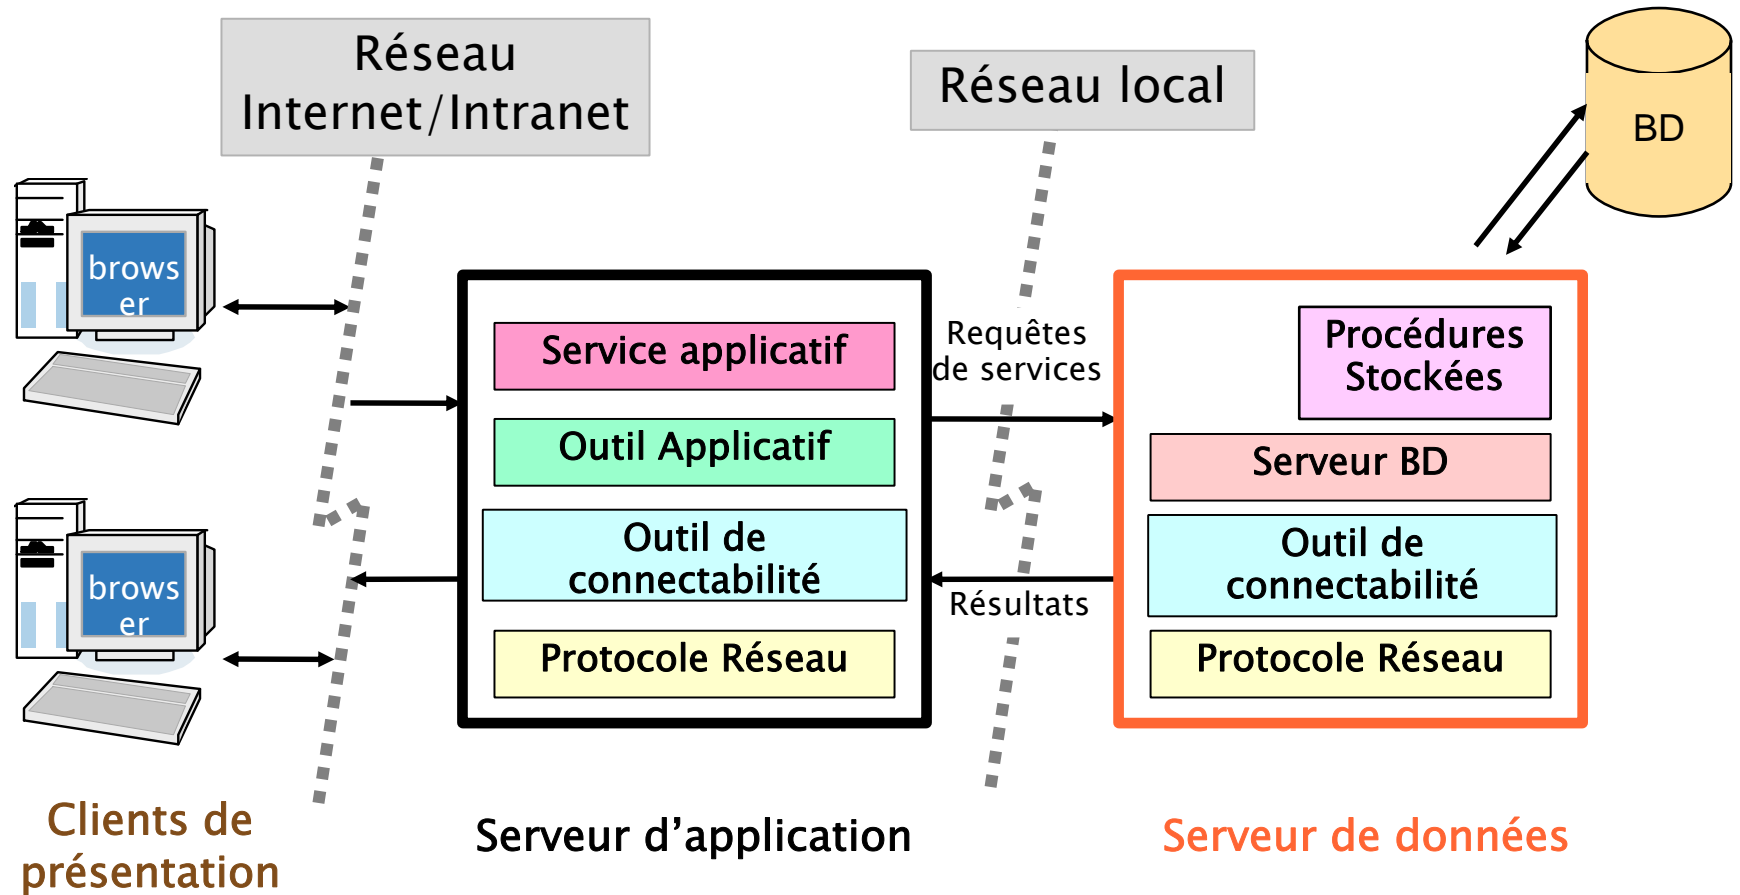 Réseau
Internet/Intranet
Réseau local
BD
brows
er
Service applicatif
Outil Applicatif
Outil de
connectabilité
Protocole Réseau
Requêtes
de services
Résultats
Procédures
Stockées
Serveur BD
Outil de
connectabilité
Protocole Réseau
brows
er
Clients de
présentation
Serveur d’application
Serveur de données